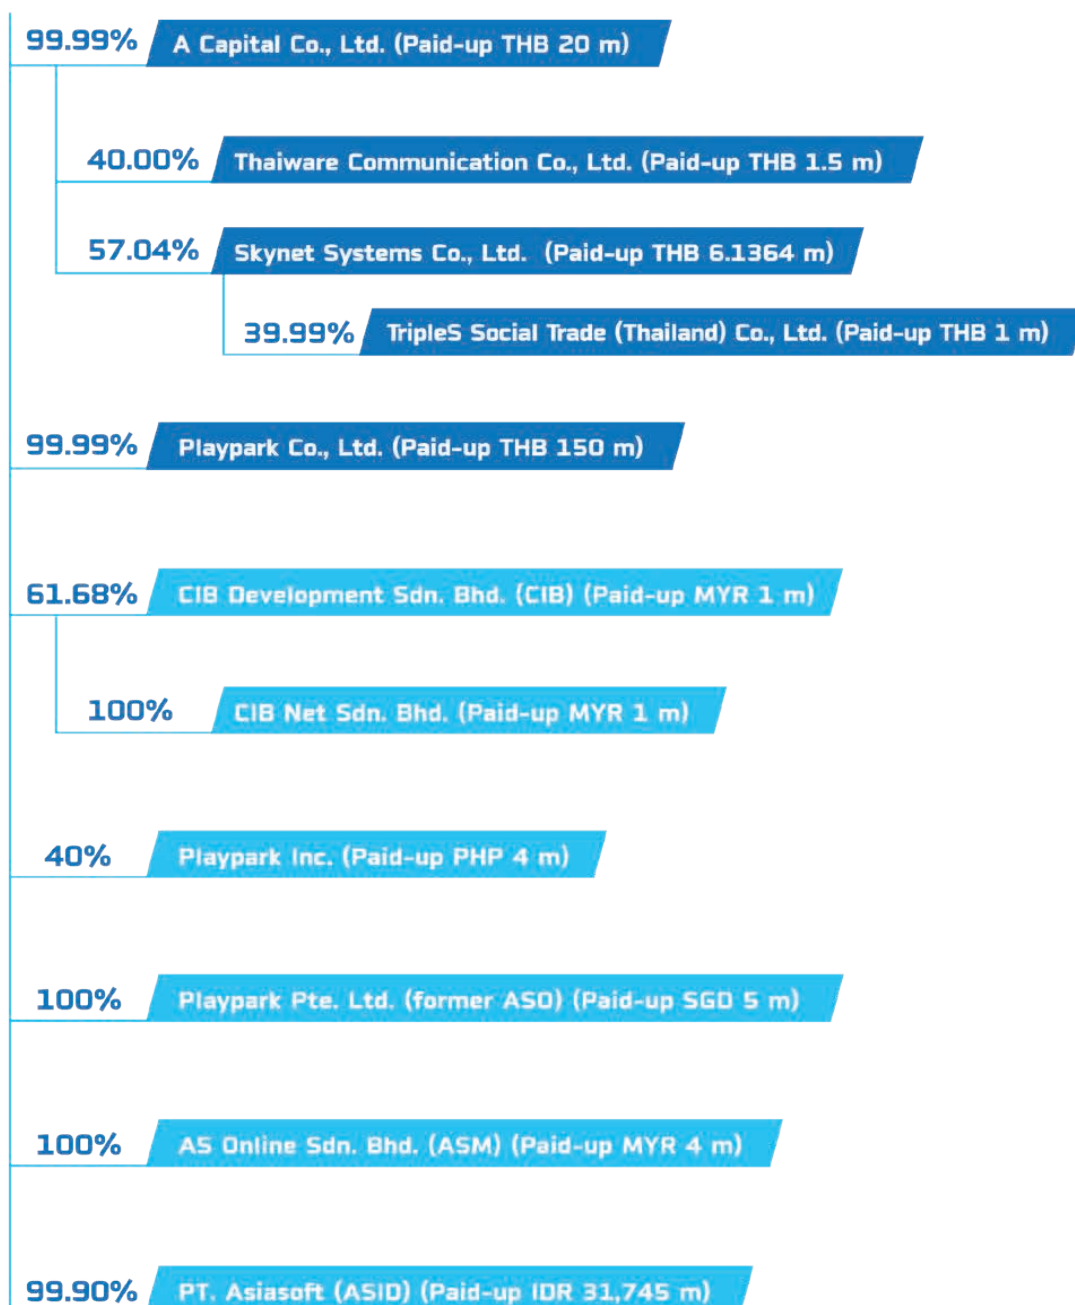 99.99% A Capital Co., Ltd. (Paid-up THB 20 m)
40.00% Thaiware Communication Co., Ltd. (Paid-up THB 1.5 m)
57.04% Skynet Systems Co., Ltd. (Paid-up THB 6.1364 m)
39.99% TripleS Social Trade (Thailand) Co., Ltd. (Paid-up THB 1 m)
99.99% Playpark Co., Ltd. (Paid-up THB 150 m)
61.68% CIB Development Sdn. Bhd. (CIB) (Paid-up MYR 1 m)
100% CIB Net Sdn. Bhd. (Paid-up MYR 1 m)
40% Playpark Inc. (Paid-up PHP 4 m)
100% Playpark Pte. Ltd. (former ASO) (Paid-up SGD 5 m)
100% AS Online Sdn. Bhd. (ASM) (Paid-up MYR 4 m)
99.90% PT. Asiasoft (ASID) (Paid-up IDR 31,745 m)